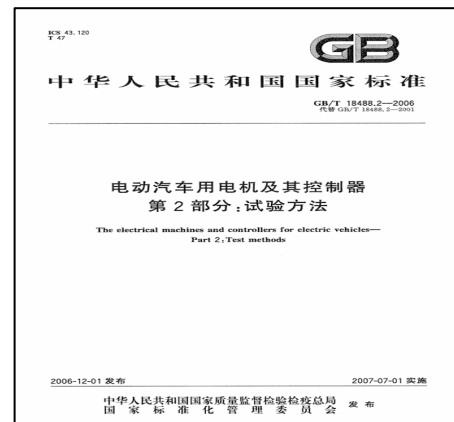 ICS 43.120
T 47
GB
中华人民共和国国家标准
GB/T 18488.2—2006
代替 GB/T 18488.2—2001
电动汽车用电机及其控制器
第 2 部分：试验方法
The electrical machines and controllers for electric vehicles—
Part 2: Test methods
2006-12-01 发布
2007-07-01 实施
中华人民共和国国家质量监督检验检疫总局
国家标准化管理委员会
发布